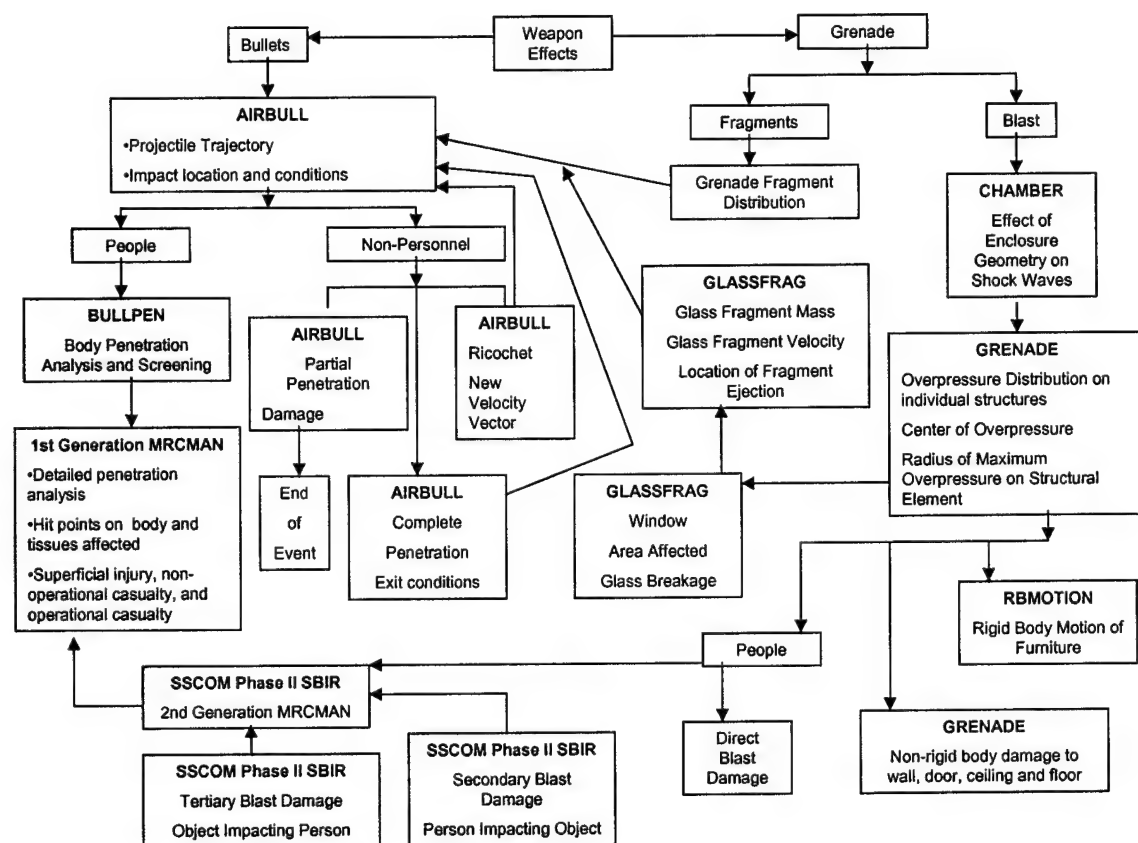 Weapon
Effects
Bullets
Grenade
AIRBULL
•Projectile Trajectory
•Impact location and conditions
Fragments
Blast
Grenade Fragment
Distribution
CHAMBER
Effect of
Enclosure
Geometry on
Shock Waves
People
Non-Personnel
BULLPEN
Body Penetration
Analysis and Screening
AIRBULL
Partial
Penetration
Damage
AIRBULL
Ricochet
New
Velocity
Vector
GLASSFRAG
Glass Fragment Mass
Glass Fragment Velocity
Location of Fragment
Ejection
GRENADE
Overpressure Distribution on
individual structures
Center of Overpressure
Radius of Maximum
Overpressure on Structural
Element
1st Generation MRCMAN
•Detailed penetration
analysis
•Hit points on body and
tissues affected
•Superficial injury, non-
operational casualty, and
operational casualty
End
of
Event
AIRBULL
Complete
Penetration
Exit conditions
GLASSFRAG
Window
Area Affected
Glass Breakage
RBMOTION
Rigid Body Motion of
Furniture
People
SSCOM Phase II SBIR
2nd Generation MRCMAN
Direct
Blast
Damage
GRENADE
Non-rigid body damage to
wall, door, ceiling and floor
SSCOM Phase II SBIR
Tertiary Blast Damage
Object Impacting Person
SSCOM Phase II SBIR
Secondary Blast
Damage
Person Impacting Object